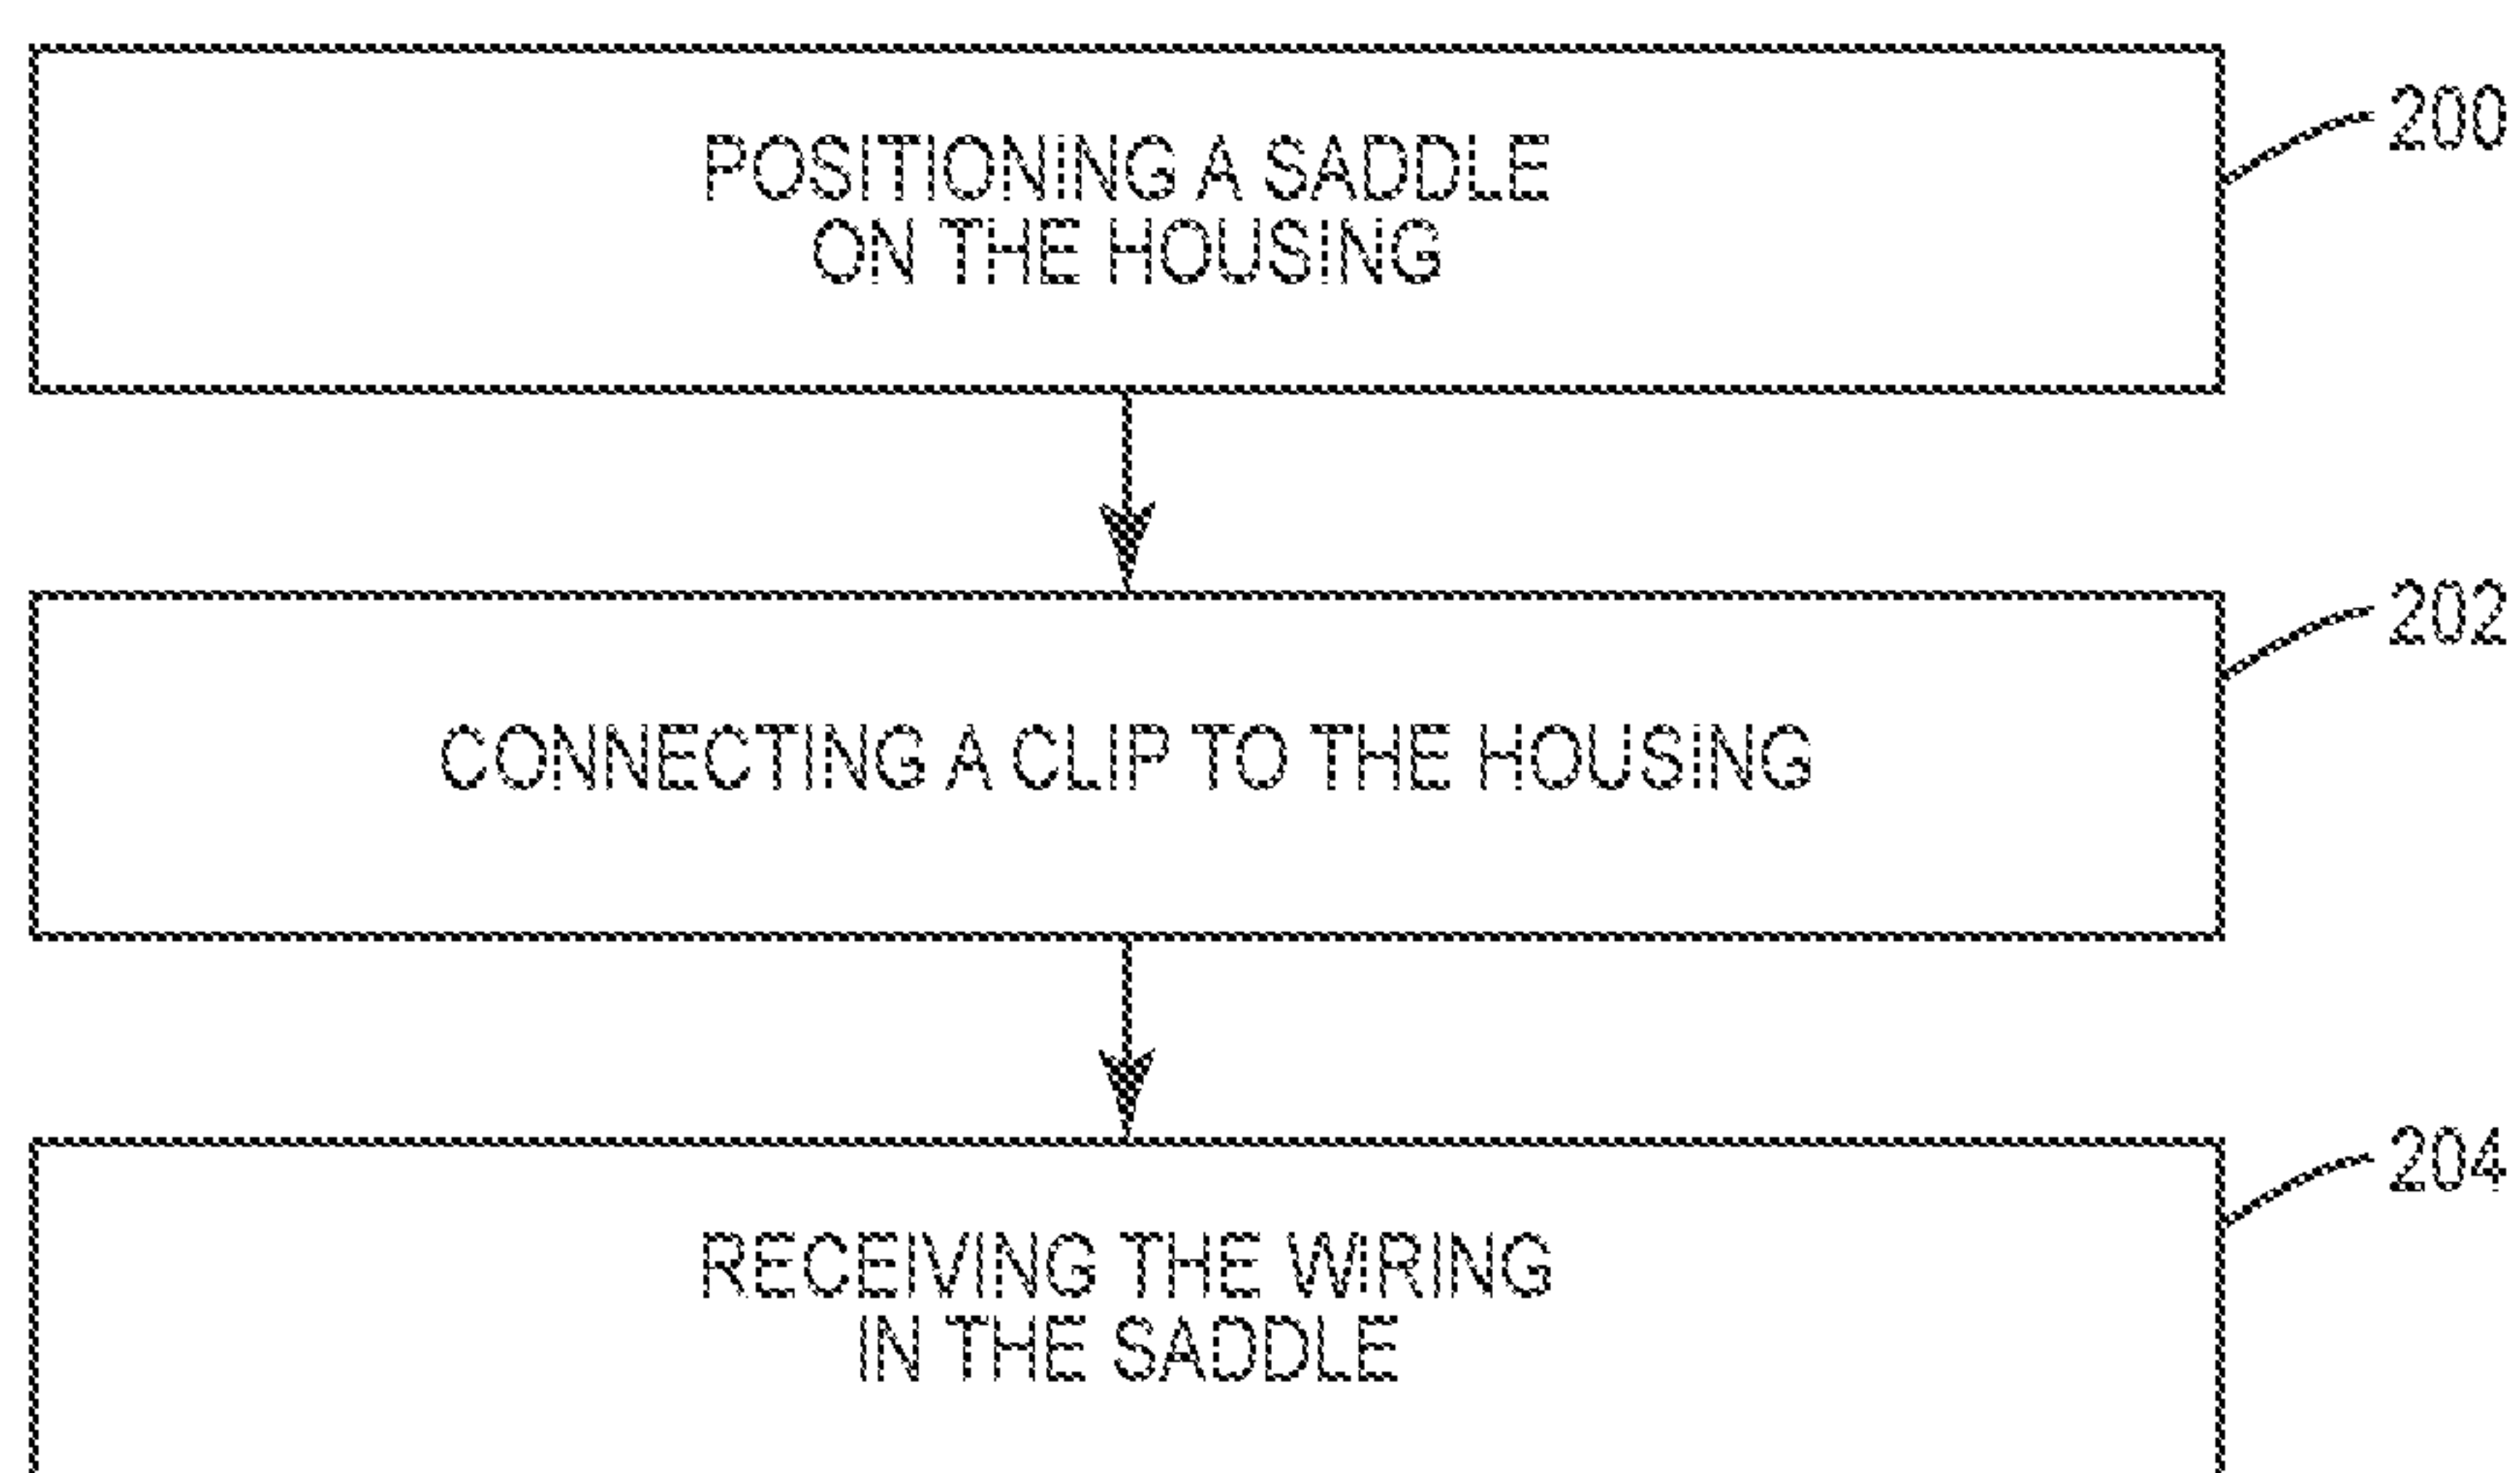 POSITIONING A SADDLE
ON THE HOUSING
200
CONNECTING A CLIP TO THE HOUSING
202
RECEIVING THE WIRING
IN THE SADDLE
204